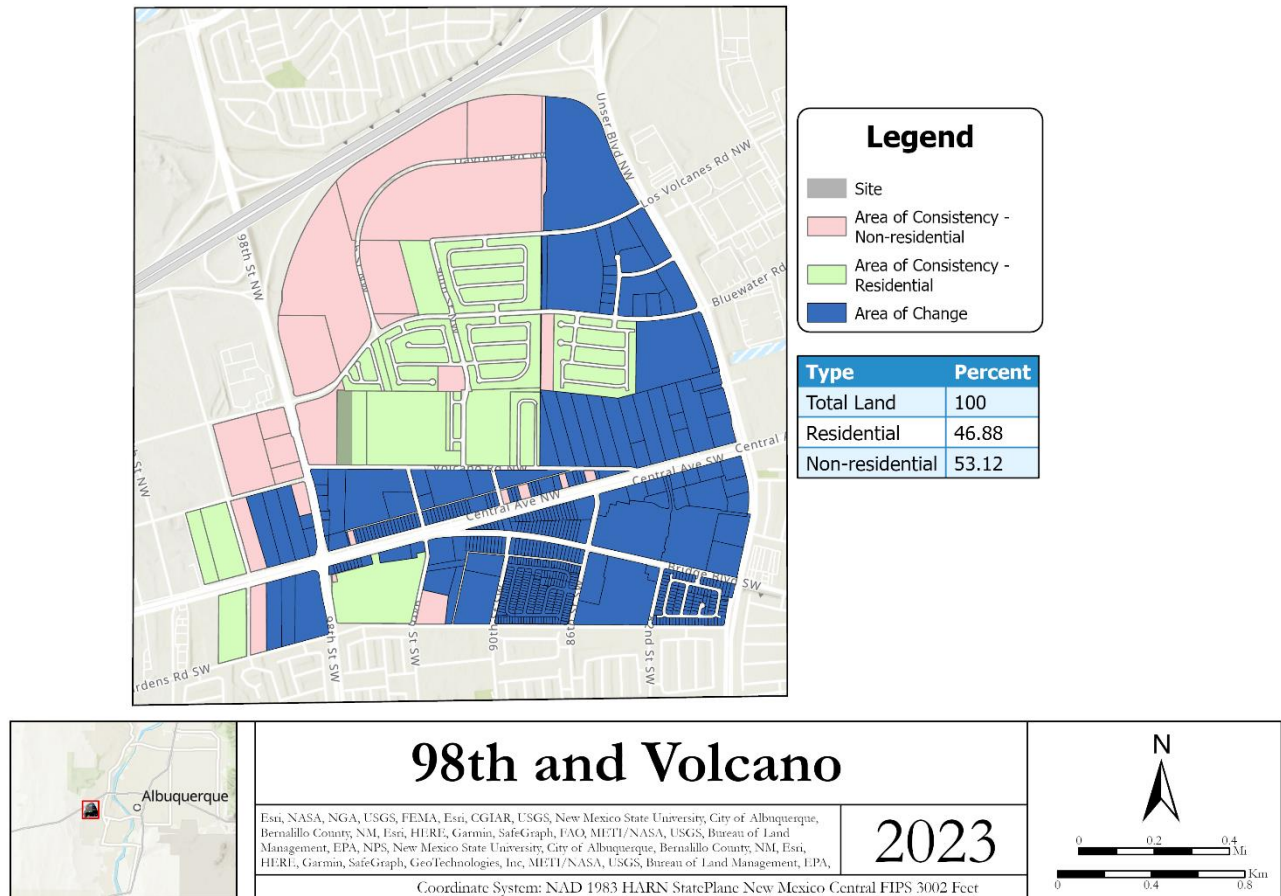 Unser Blvd NW
Los Volcanes Rd NW
98th St NW
Bluewater Rd
Volcano Rd NW
Central Ave SW
Central A
Central Ave NW
Bridge Blvd SW
98th St SW
90th
86th
2nd St SW
rdens Rd SW
Legend
Site
Area of Consistency -
Non-residential
Area of Consistency -
Residential
Area of Change
Type Percent
Total Land 100
Residential 46.88
Non-residential 53.12
Albuquerque
98th and Volcano
Esri, NASA, NGA, USGS, FEMA, Esri, CGIAR, USGS, New Mexico State University, City of Albuquerque,
Bernalillo County, NM, Esri, HERE, Garmin, SafeGraph, FAO, METI/NASA, USGS, Bureau of Land
Management, EPA, NPS, New Mexico State University, City of Albuquerque, Bernalillo County, NM, Esri,
HERE, Garmin, SafeGraph, GeoTechnologies, Inc, METI/NASA, USGS, Bureau of Land Management, EPA,
2023
Coordinate System: NAD 1983 HARN StatePlane New Mexico Central FIPS 3002 Feet
N
0 0.2 0.4
Mi
Km
0 0.4 0.8